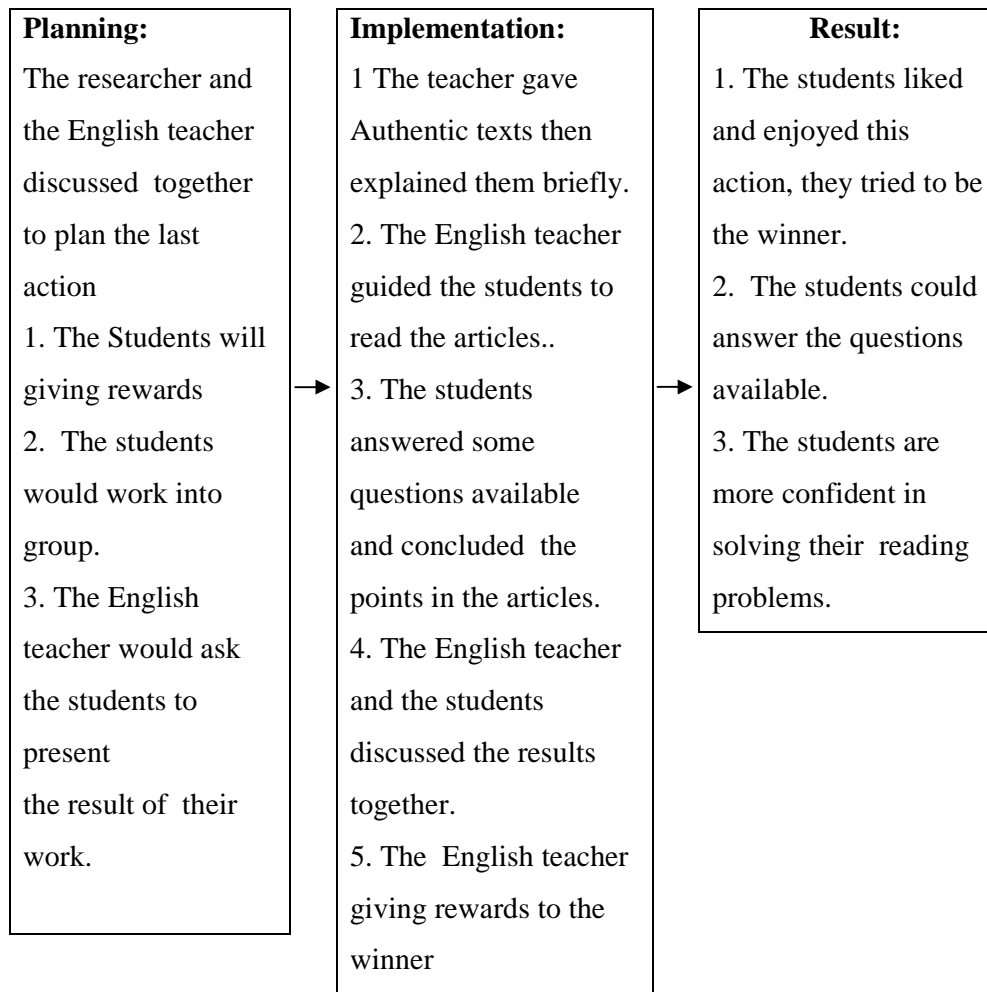 Planning:
The researcher and
the English teacher
discussed together
to plan the last
action
1. The Students will
giving rewards
2. The students
would work into
group.
3. The English
teacher would ask
the students to
present
the result of their
work.
Implementation:
1 The teacher gave
Authentic texts then
explained them briefly.
2. The English teacher
guided the students to
read the articles..
3. The students
answered some
questions available
and concluded the
points in the articles.
4. The English teacher
and the students
discussed the results
together.
5. The English teacher
giving rewards to the
winner
Result:
1. The students liked
and enjoyed this
action, they tried to be
the winner.
2. The students could
answer the questions
available.
3. The students are
more confident in
solving their reading
problems.